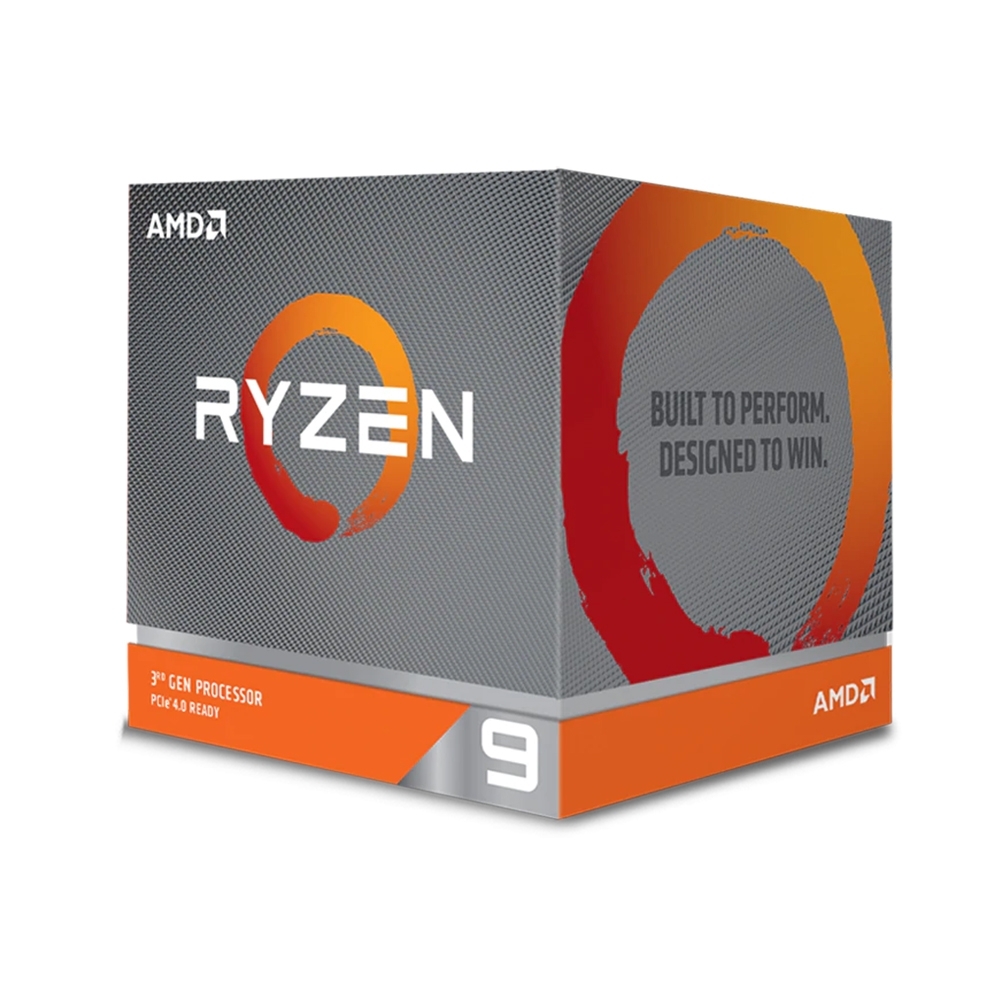 AMD
RYZEN
3RD GEN PROCESSOR
PCIe® 4.0 READY
9
BUILT TO PERFORM.
DESIGNED TO WIN.
AMD